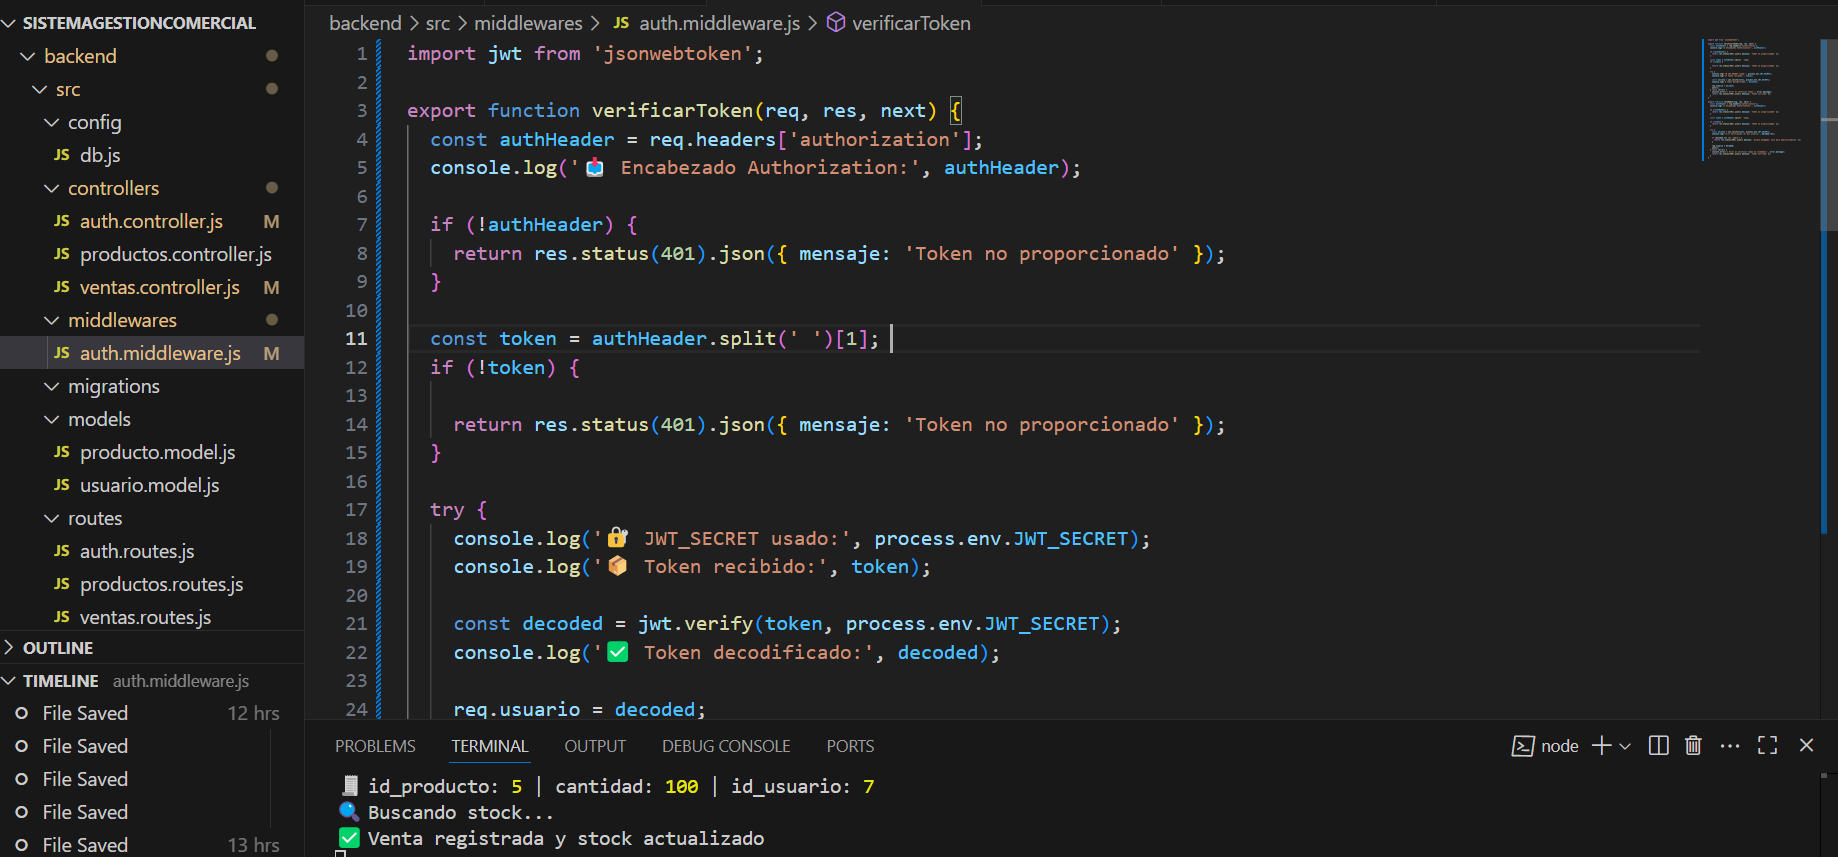 SISTEMAGESTIONCOMERCIAL
backend
src
config
JS db.js
controllers
JS auth.controller.js M
JS productos.controller.js
JS ventas.controller.js M
middlewares
JS auth.middleware.js M
migrations
models
JS producto.model.js
JS usuario.model.js
routes
JS auth.routes.js
JS productos.routes.js
JS ventas.routes.js
OUTLINE
TIMELINE auth.middleware.js
File Saved 12 hrs
File Saved
File Saved
File Saved
File Saved 13 hrs
backend > src > middlewares > JS auth.middleware.js > verificarToken
1 import jwt from 'jsonwebtoken';
2
3 export function verificarToken(req, res, next) {
4 const authHeader = req.headers['authorization'];
5 console.log('📥 Encabezado Authorization:', authHeader);
6
7 if (!authHeader) {
8 return res.status(401).json({ mensaje: 'Token no proporcionado' });
9 }
10
11 const token = authHeader.split(' ')[1];
12 if (!token) {
13
14 return res.status(401).json({ mensaje: 'Token no proporcionado' });
15 }
16
17 try {
18 console.log('🔐 JWT_SECRET usado:', process.env.JWT_SECRET);
19 console.log('📦 Token recibido:', token);
20
21 const decoded = jwt.verify(token, process.env.JWT_SECRET);
22 console.log('✅ Token decodificado:', decoded);
23
24 req.usuario = decoded;
PROBLEMS TERMINAL OUTPUT DEBUG CONSOLE PORTS node
🧾 id_producto: 5 | cantidad: 100 | id_usuario: 7
🔍 Buscando stock...
✅ Venta registrada y stock actualizado